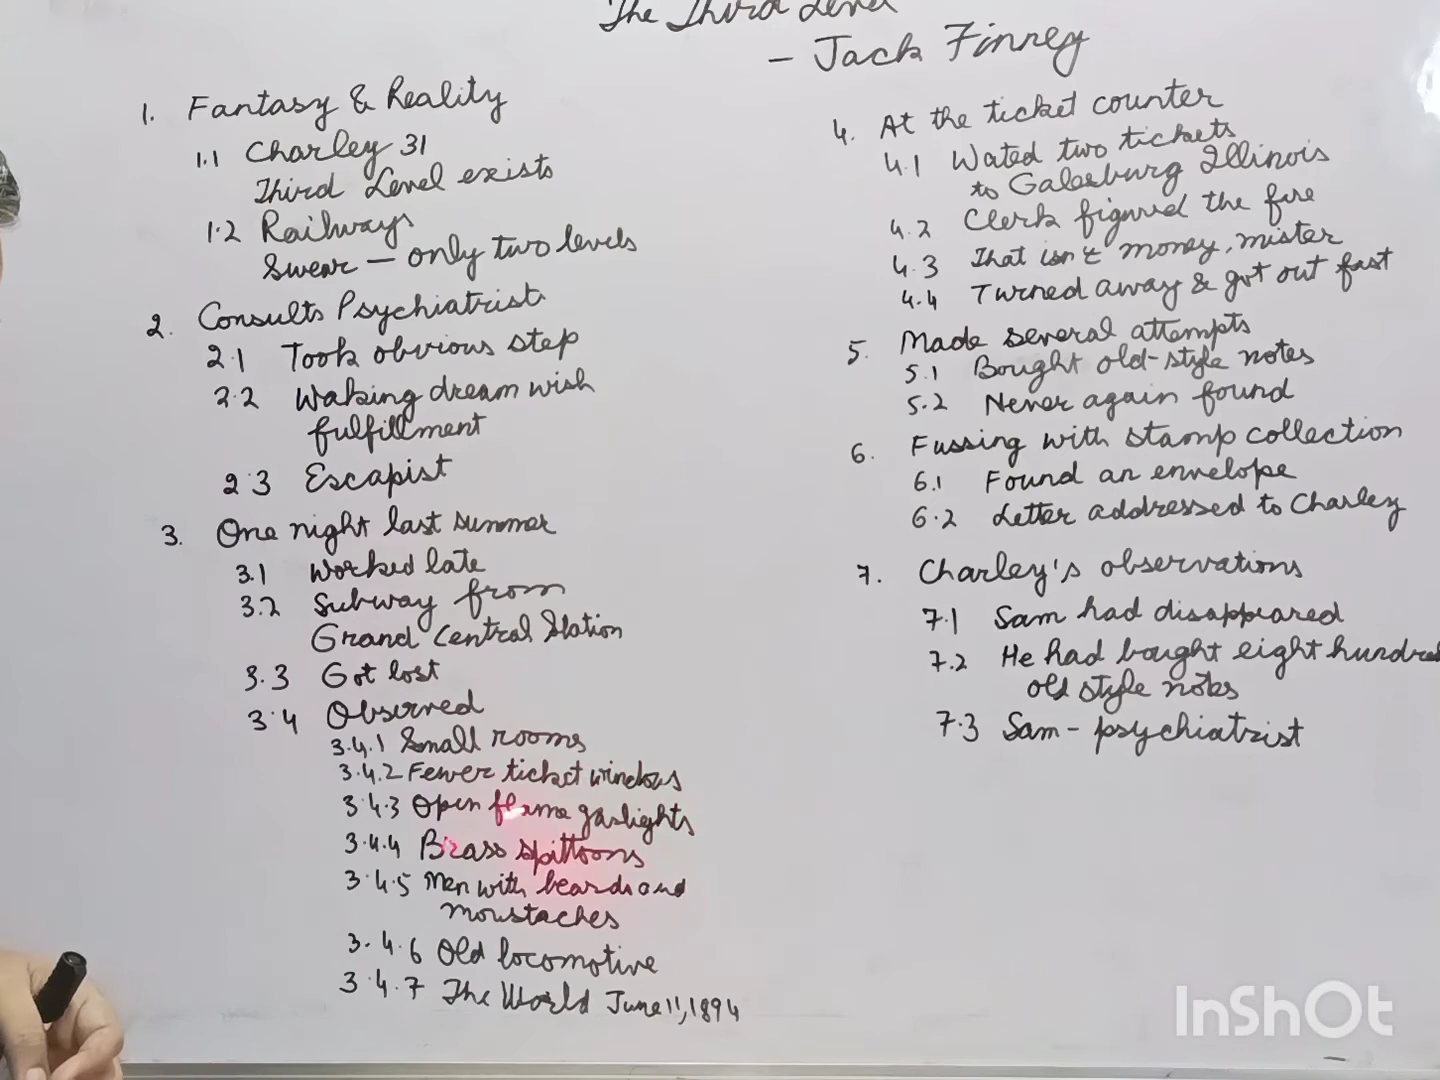 The Third Level
- Jack Finney
1. Fantasy & Reality
1.1 Charley 31
Third Level exists
1.2 Railways
Swear - only two levels
2. Consults Psychiatrist
2.1 Took obvious step
2.2 Waking dream wish
fulfillment
2.3 Escapist
3. One night last summer
3.1 Worked late
3.2 Subway from
Grand Central Station
3.3 Got lost
3.4 Observed
3.4.1 Small rooms
3.4.2 Fewer ticket windows
3.4.3 Open flame gaslights
3.4.4 Brass spittoons
3.4.5 Men with beards and
moustaches
3.4.6 Old locomotive
3.4.7 The World June 11, 1894
4. At the ticket counter
4.1 Wated two tickets
to Galesburg Illinois
4.2 Clerk figured the fare
4.3 That isn't money, mister
4.4 Turned away & got out fast
5. Made several attempts
5.1 Bought old-style notes
5.2 Never again found
6. Fussing with stamp collection
6.1 Found an envelope
6.2 Letter addressed to Charley
7. Charley's observations
7.1 Sam had disappeared
7.2 He had bought eight hundred
old style notes
7.3 Sam - psychiatrist
InShOt